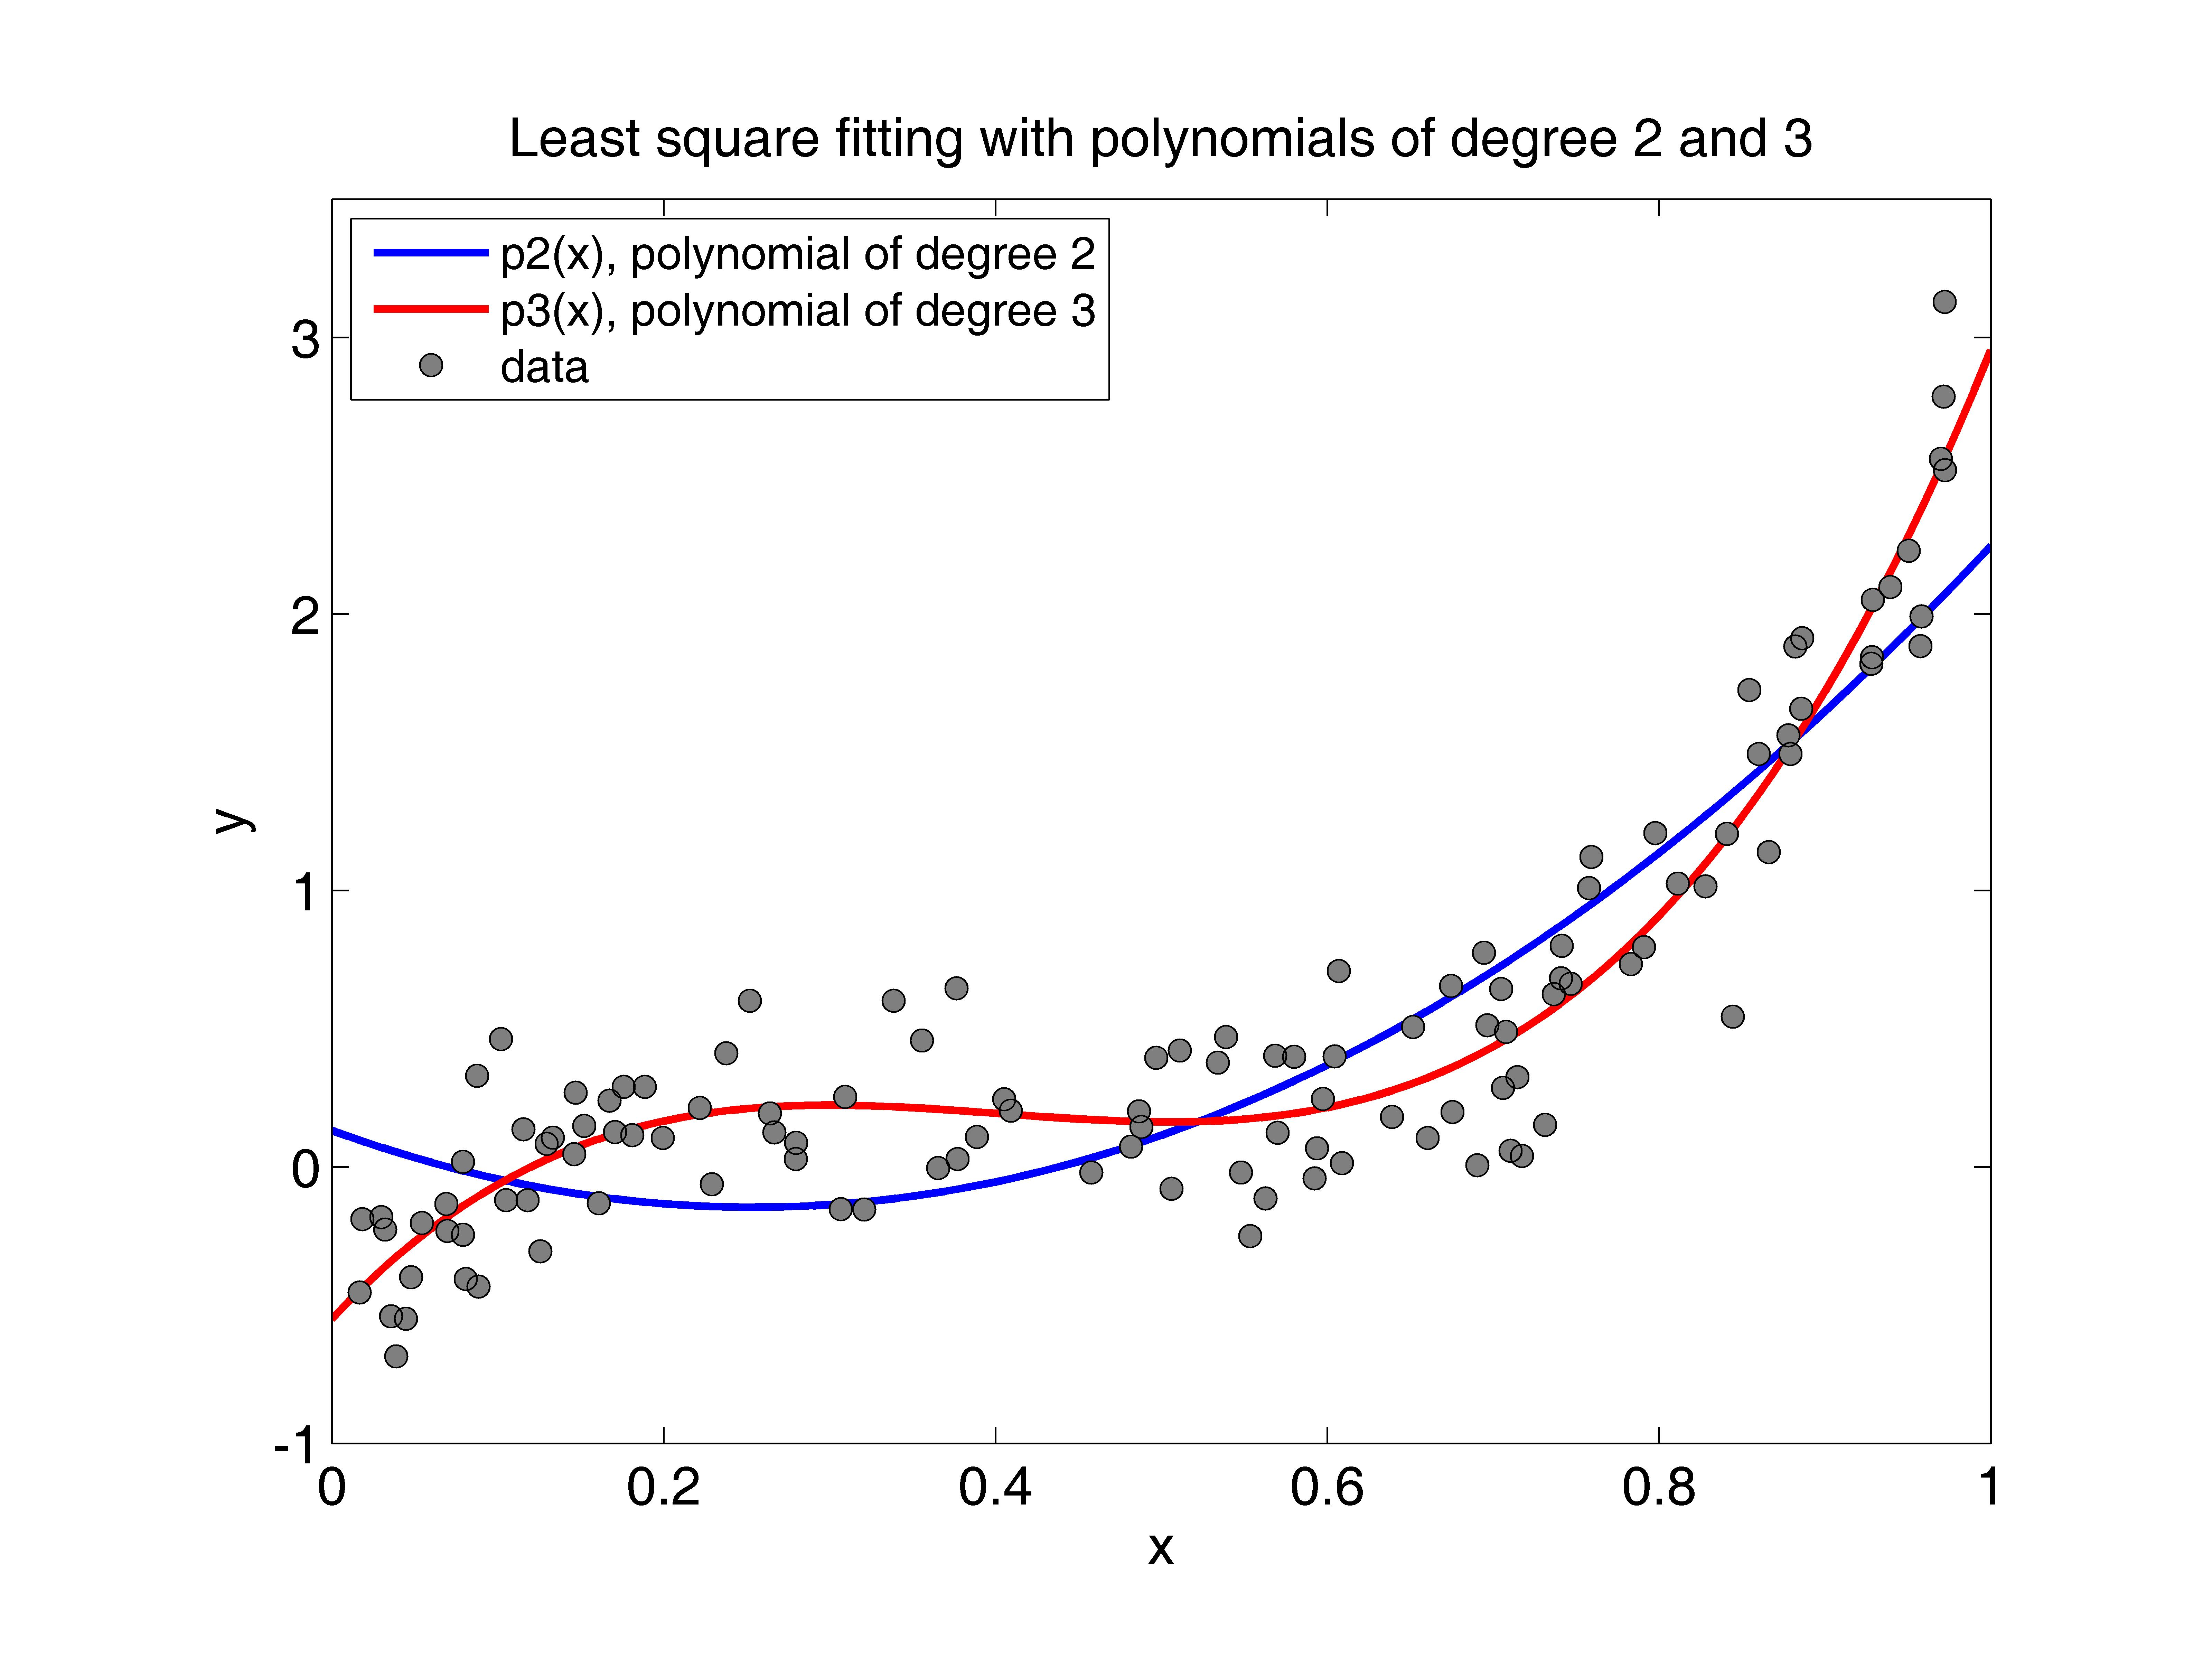 Least square fitting with polynomials of degree 2 and 3
p2(x), polynomial of degree 2
p3(x), polynomial of degree 3
data
3
2
1
0
-1
y
0 0.2 0.4 0.6 0.8 1
x